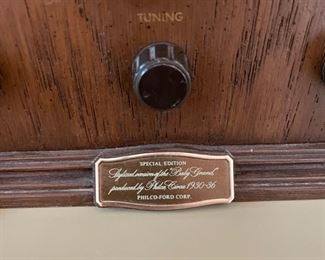 TUNING
SPECIAL EDITION
Stylized version of the "Baby Grand,"
produced by Philco Circa 1930-36
PHILCO-FORD CORP.